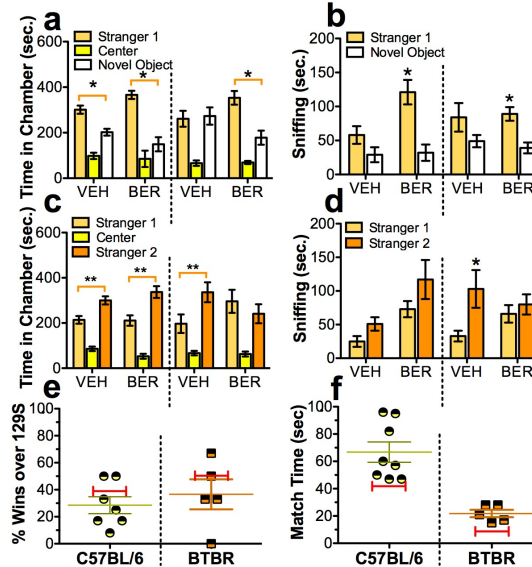 a
Stranger 1
Center
Novel Object
Time in Chamber (sec.)
600
400
200
0
*
*
*
VEH BER VEH BER
b
Stranger 1
Novel Object
Sniffing (sec.)
200
150
100
50
0
*
*
VEH BER VEH BER
c
Stranger 1
Center
Stranger 2
Time in Chamber (sec.)
600
400
200
0
**
**
**
VEH BER VEH BER
d
Stranger 1
Stranger 2
Sniffing (sec.)
200
150
100
50
0
*
VEH BER VEH BER
e
% Wins over 129S
100
80
60
40
20
0
C57BL/6 BTBR
f
Match Time (sec)
100
80
60
40
20
0
C57BL/6 BTBR